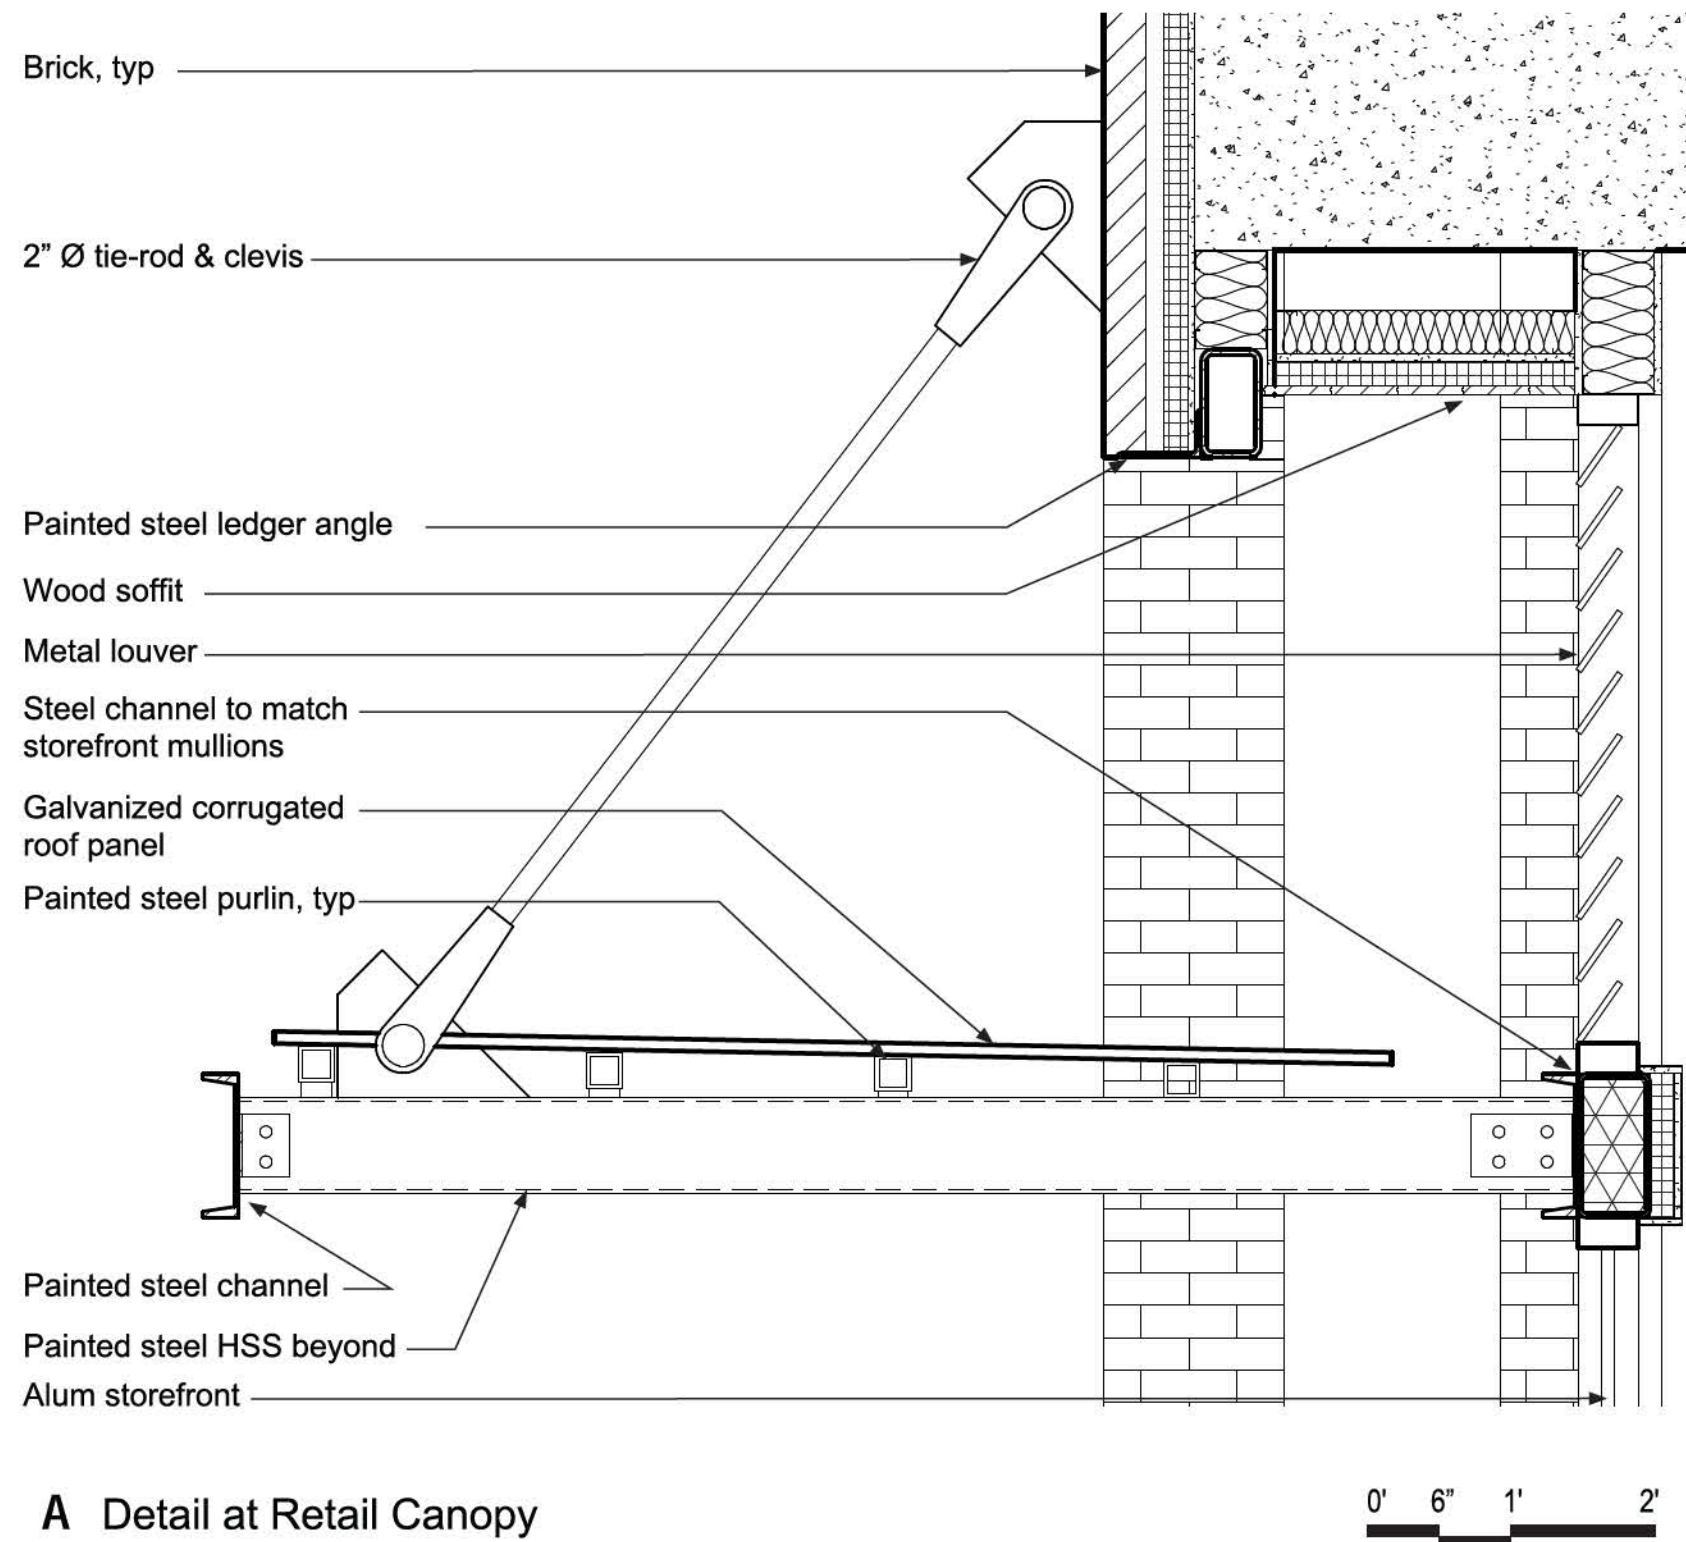 Brick, typ
2” Ø tie-rod & clevis
Painted steel ledger angle
Wood soffit
Metal louver
Steel channel to match
storefront mullions
Galvanized corrugated
roof panel
Painted steel purlin, typ
Painted steel channel
Painted steel HSS beyond
Alum storefront
A Detail at Retail Canopy
0' 6” 1' 2'